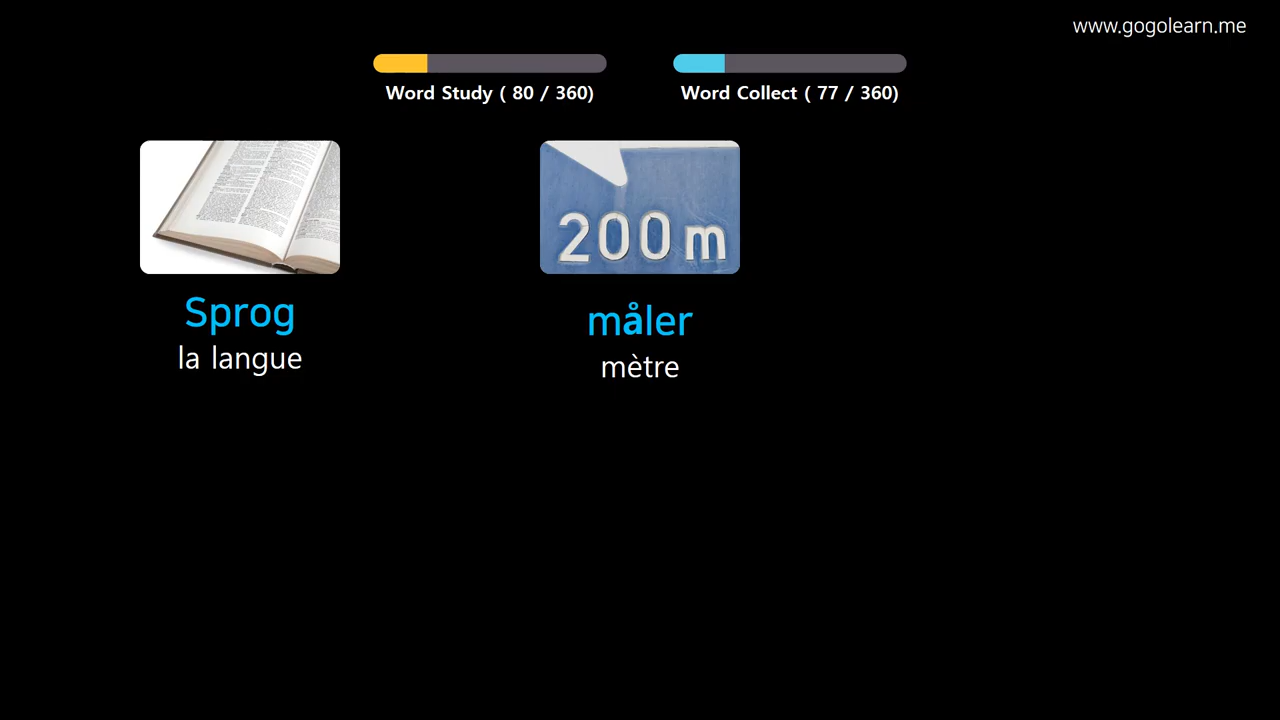 www.gogolearn.me
Word Study ( 80 / 360)
Word Collect ( 77 / 360)
200 m
Sprog
la langue
måler
mètre